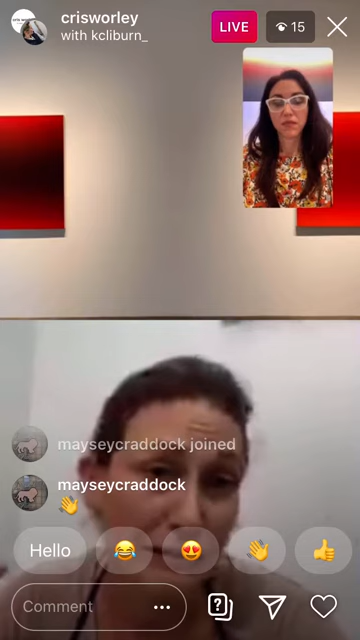 crisworley
with kcliburn_
LIVE
15
mayseycraddock joined
mayseycraddock
👋
Hello
😂
😍
👋
👍
Comment